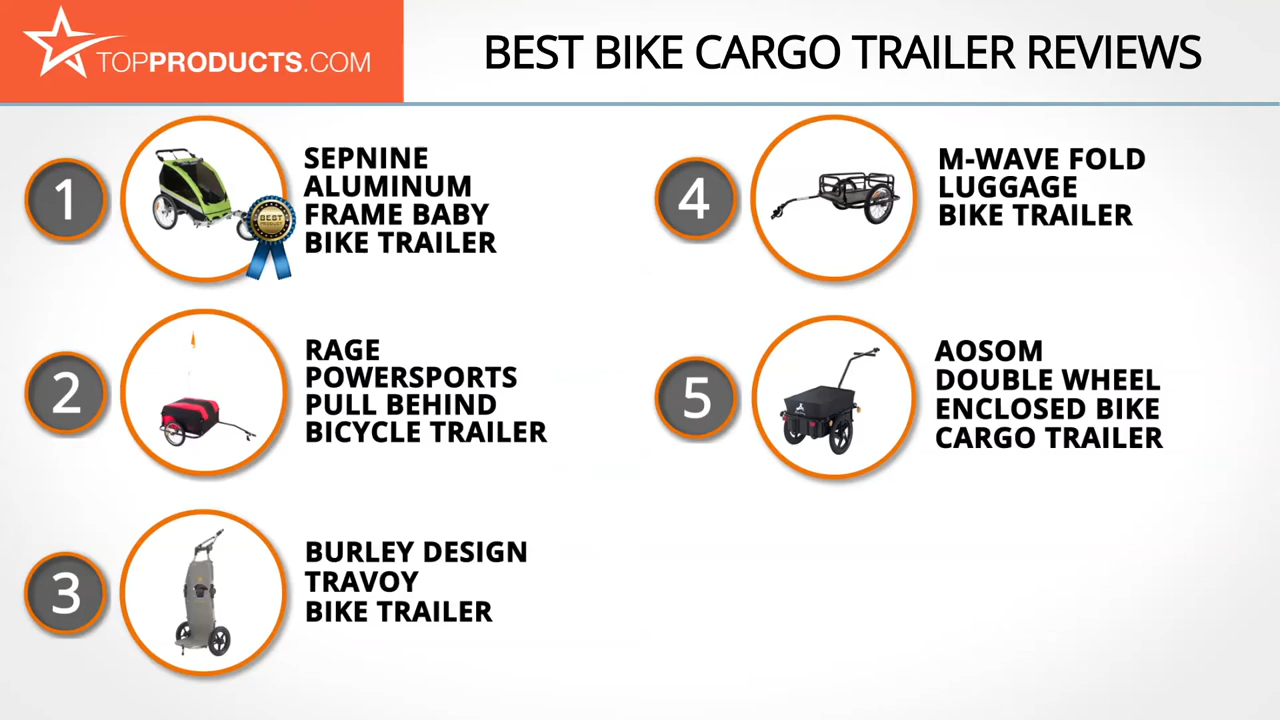 TOPPRODUCTS.COM
BEST BIKE CARGO TRAILER REVIEWS
1
BEST
PRODUCT
SEPNINE
ALUMINUM
FRAME BABY
BIKE TRAILER
2
RAGE
POWERSPORTS
PULL BEHIND
BICYCLE TRAILER
3
BURLEY DESIGN
TRAVOY
BIKE TRAILER
4
M-WAVE FOLD
LUGGAGE
BIKE TRAILER
5
AOSOM
DOUBLE WHEEL
ENCLOSED BIKE
CARGO TRAILER